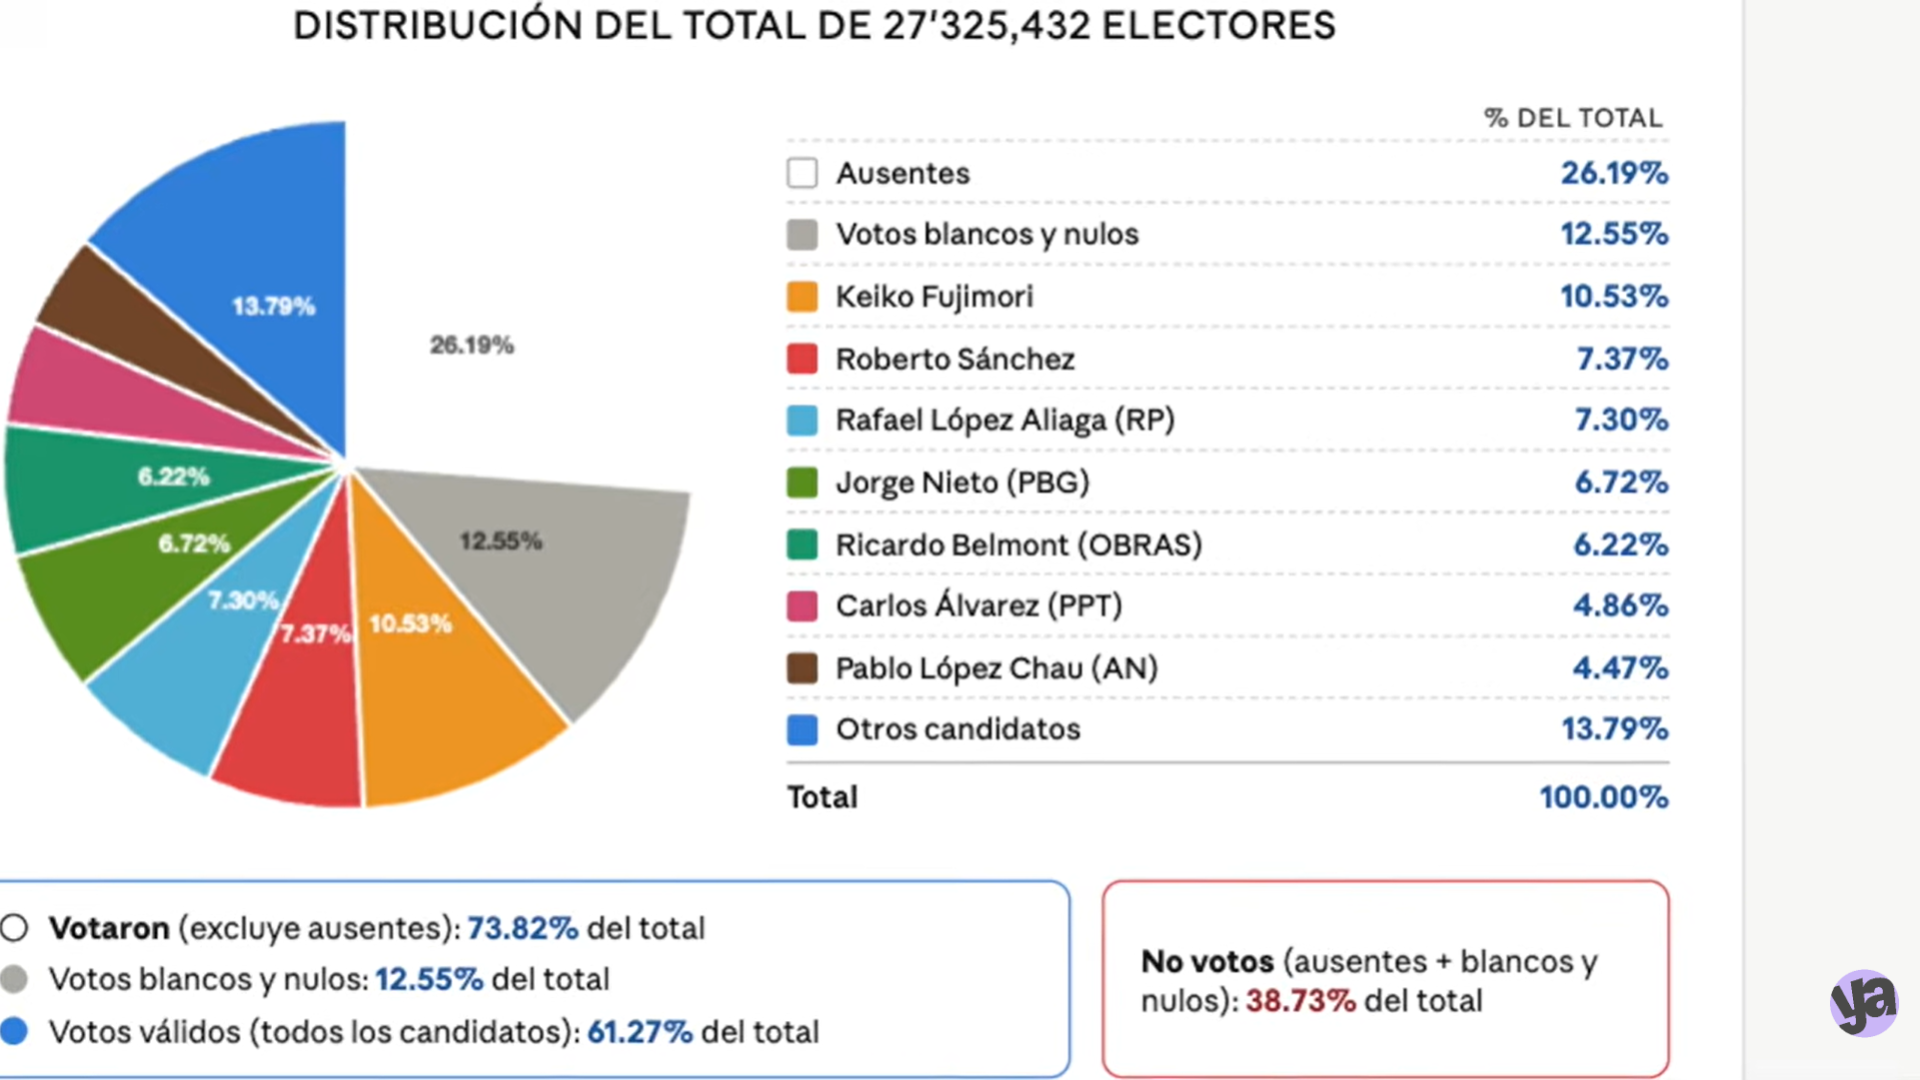 DISTRIBUCIÓN DEL TOTAL DE 27'325,432 ELECTORES
% DEL TOTAL
Ausentes 26.19%
Votos blancos y nulos 12.55%
Keiko Fujimori 10.53%
Roberto Sánchez 7.37%
Rafael López Aliaga (RP) 7.30%
Jorge Nieto (PBG) 6.72%
Ricardo Belmont (OBRAS) 6.22%
Carlos Álvarez (PPT) 4.86%
Pablo López Chau (AN) 4.47%
Otros candidatos 13.79%
Total 100.00%
13.79%
26.19%
6.22%
12.55%
6.72%
7.30%
7.37%
10.53%
Votaron (excluye ausentes): 73.82% del total
Votos blancos y nulos: 12.55% del total
Votos válidos (todos los candidatos): 61.27% del total
No votos (ausentes + blancos y
nulos): 38.73% del total
ya